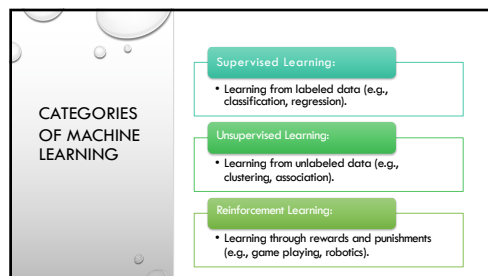 CATEGORIES
OF MACHINE
LEARNING
Supervised Learning:
• Learning from labeled data (e.g.,
classification, regression).
Unsupervised Learning:
• Learning from unlabeled data (e.g.,
clustering, association).
Reinforcement Learning:
• Learning through rewards and punishments
(e.g., game playing, robotics).